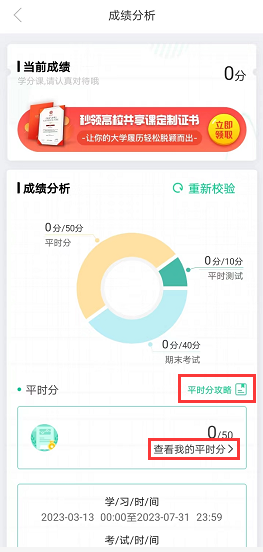 成绩分析
当前成绩
0分
学分课,请认真对待哦
秒领高校共享课定制证书
-让你的大学履历轻松脱颖而出-
立即
领取
成绩分析
重新校验
0分/50分
平时分
0分/10分
平时测试
0分/40分
期末考试
平时分
平时分攻略
0/50
查看我的平时分>
学/习/时/间
2023-03-13 00:00至2023-07-31 23:59
考/试/时/间